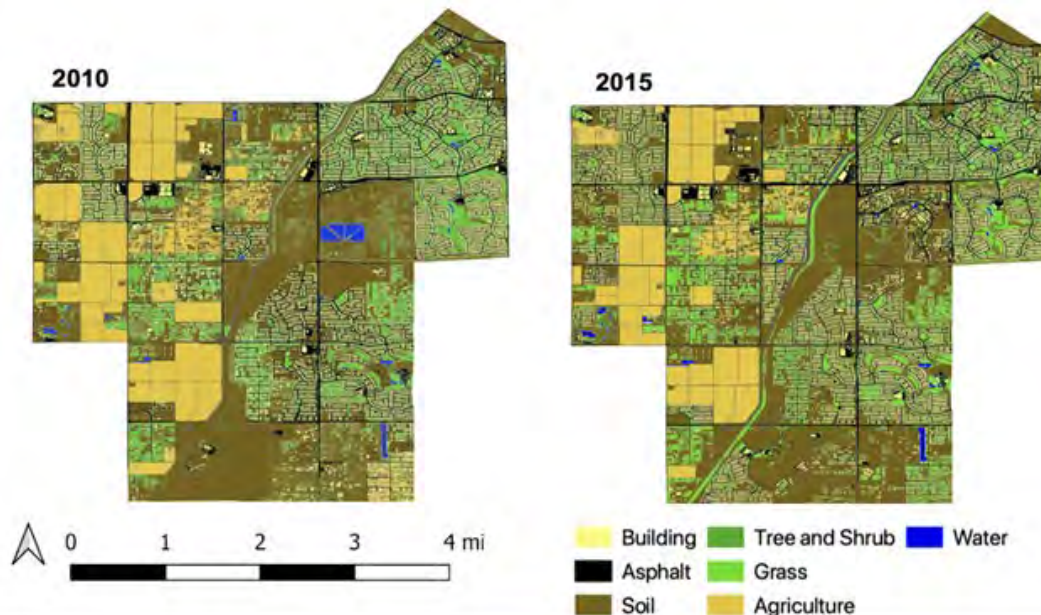 2010
2015
0 1 2 3 4 mi
Building Tree and Shrub Water
Asphalt Grass
Soil Agriculture